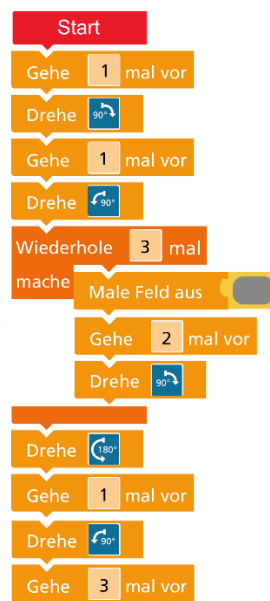 Start
Gehe 1 mal vor
Drehe 90°
Gehe 1 mal vor
Drehe 90°
Wiederhole 3 mal
mache
Male Feld aus
Gehe 2 mal vor
Drehe 90°
Drehe 180°
Gehe 1 mal vor
Drehe 90°
Gehe 3 mal vor